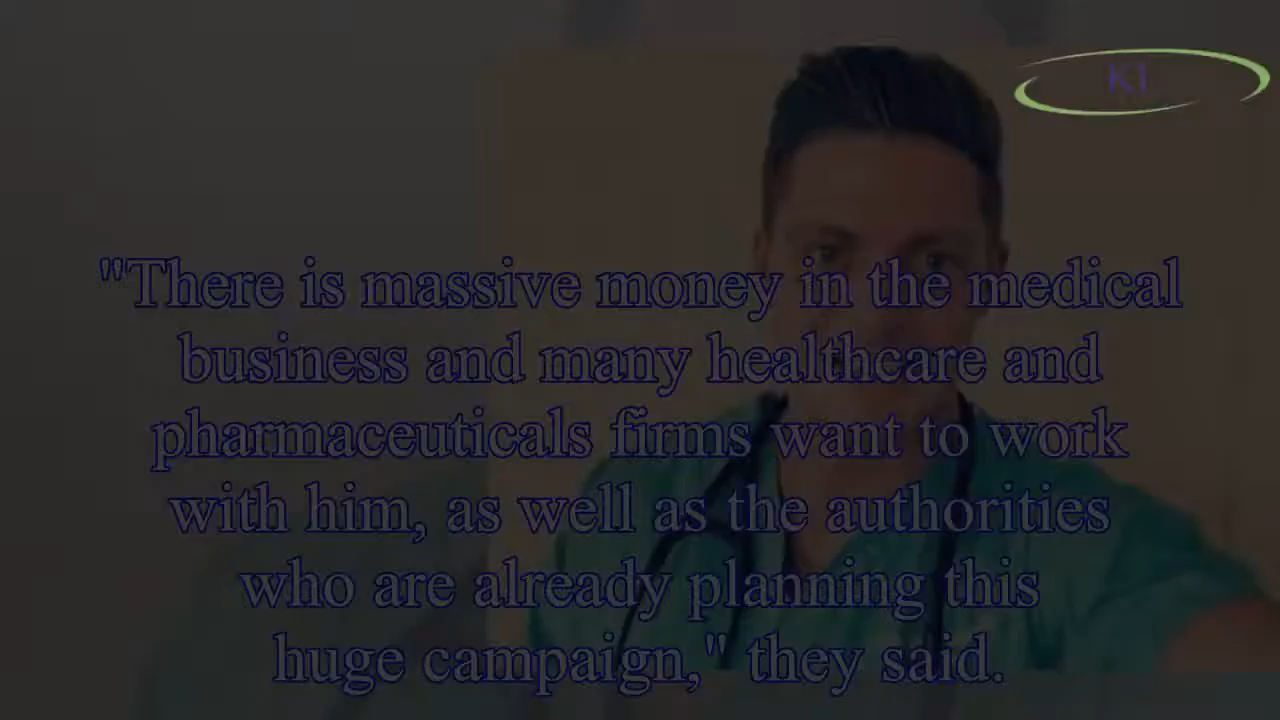 KI
"There is massive money in the medical
business and many healthcare and
pharmaceuticals firms want to work
with him, as well as the authorities
who are already planning this
huge campaign," they said.